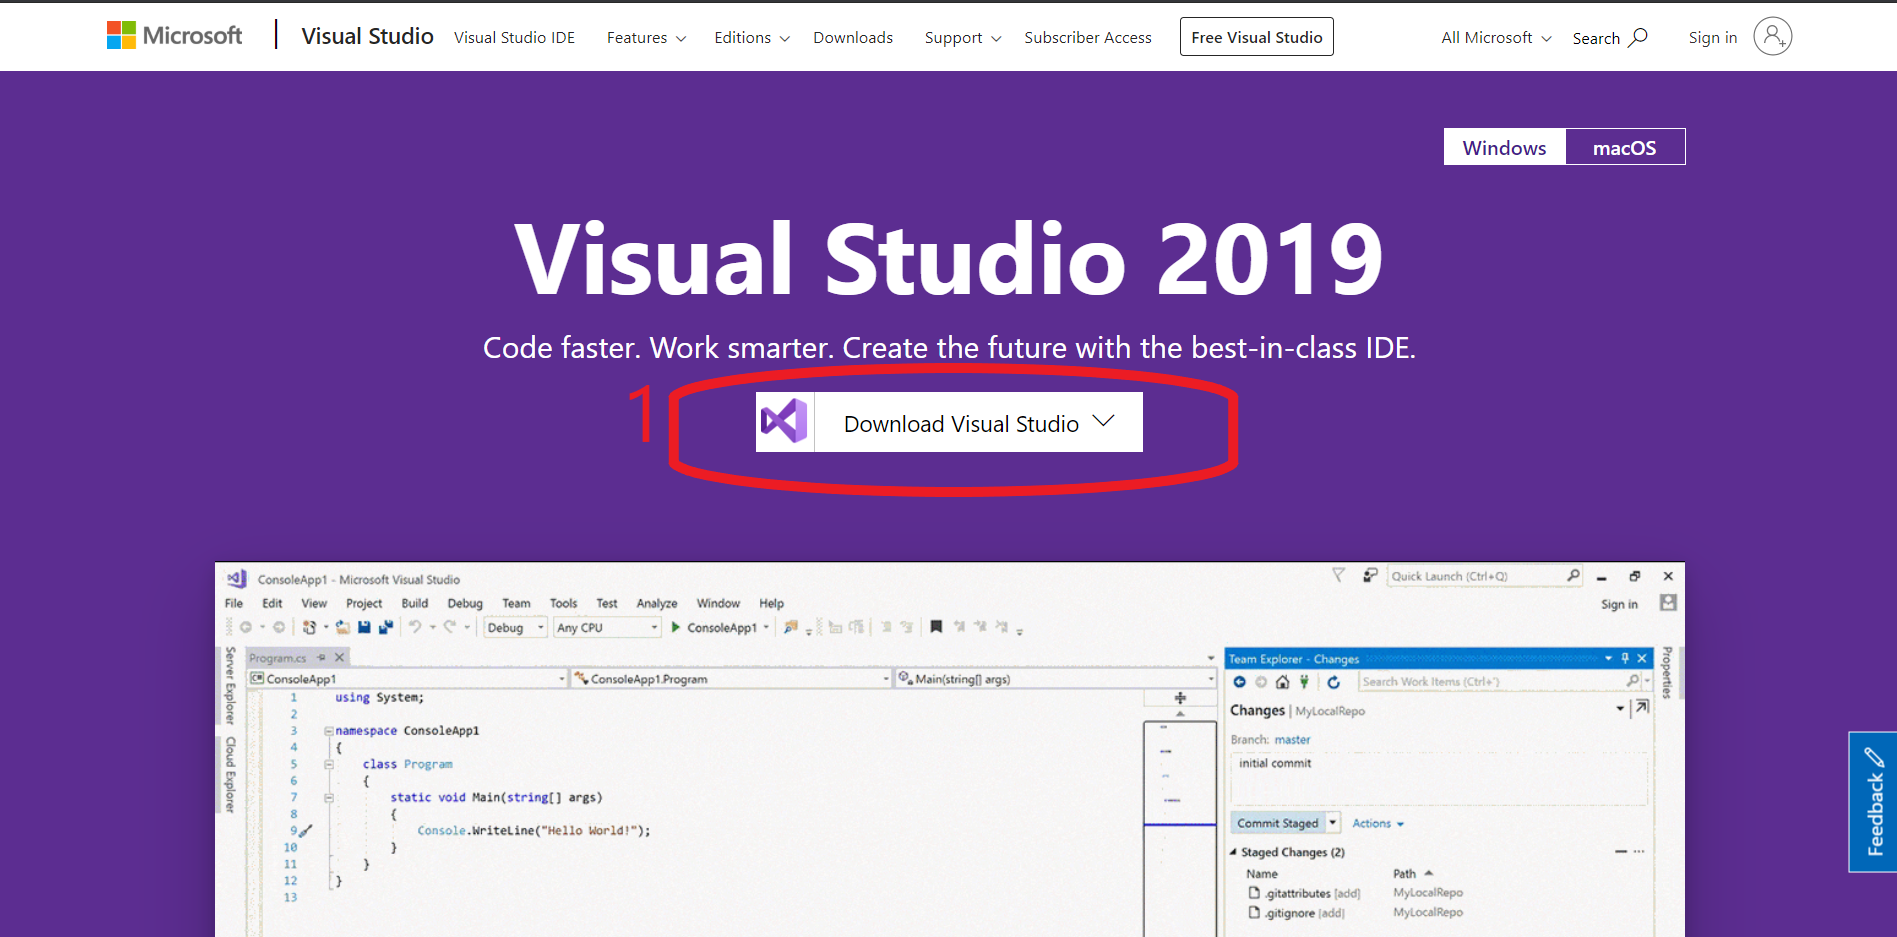 Microsoft Visual Studio Visual Studio IDE Features Editions Downloads Support Subscriber Access Free Visual Studio All Microsoft Search Sign in
Windows macOS
Visual Studio 2019
Code faster. Work smarter. Create the future with the best-in-class IDE.
1
Download Visual Studio
ConsoleApp1 - Microsoft Visual Studio
Quick Launch (Ctrl+Q)
File Edit View Project Build Debug Team Tools Test Analyze Window Help
Sign in
Debug Any CPU ConsoleApp1
Server Explorer
Cloud Explorer
Program.cs
C# ConsoleApp1 ConsoleApp1.Program Main(string[] args)
1 using System;
2
3 namespace ConsoleApp1
4 {
5 class Program
6 {
7 static void Main(string[] args)
8 {
9 Console.WriteLine("Hello World!");
10 }
11 }
12 }
13
Team Explorer - Changes
Search Work Items (Ctrl+')
Changes | MyLocalRepo
Branch: master
initial commit
Commit Staged Actions
Staged Changes (2)
Name Path
.gitattributes [add] MyLocalRepo
.gitignore [add] MyLocalRepo
Properties
Feedback